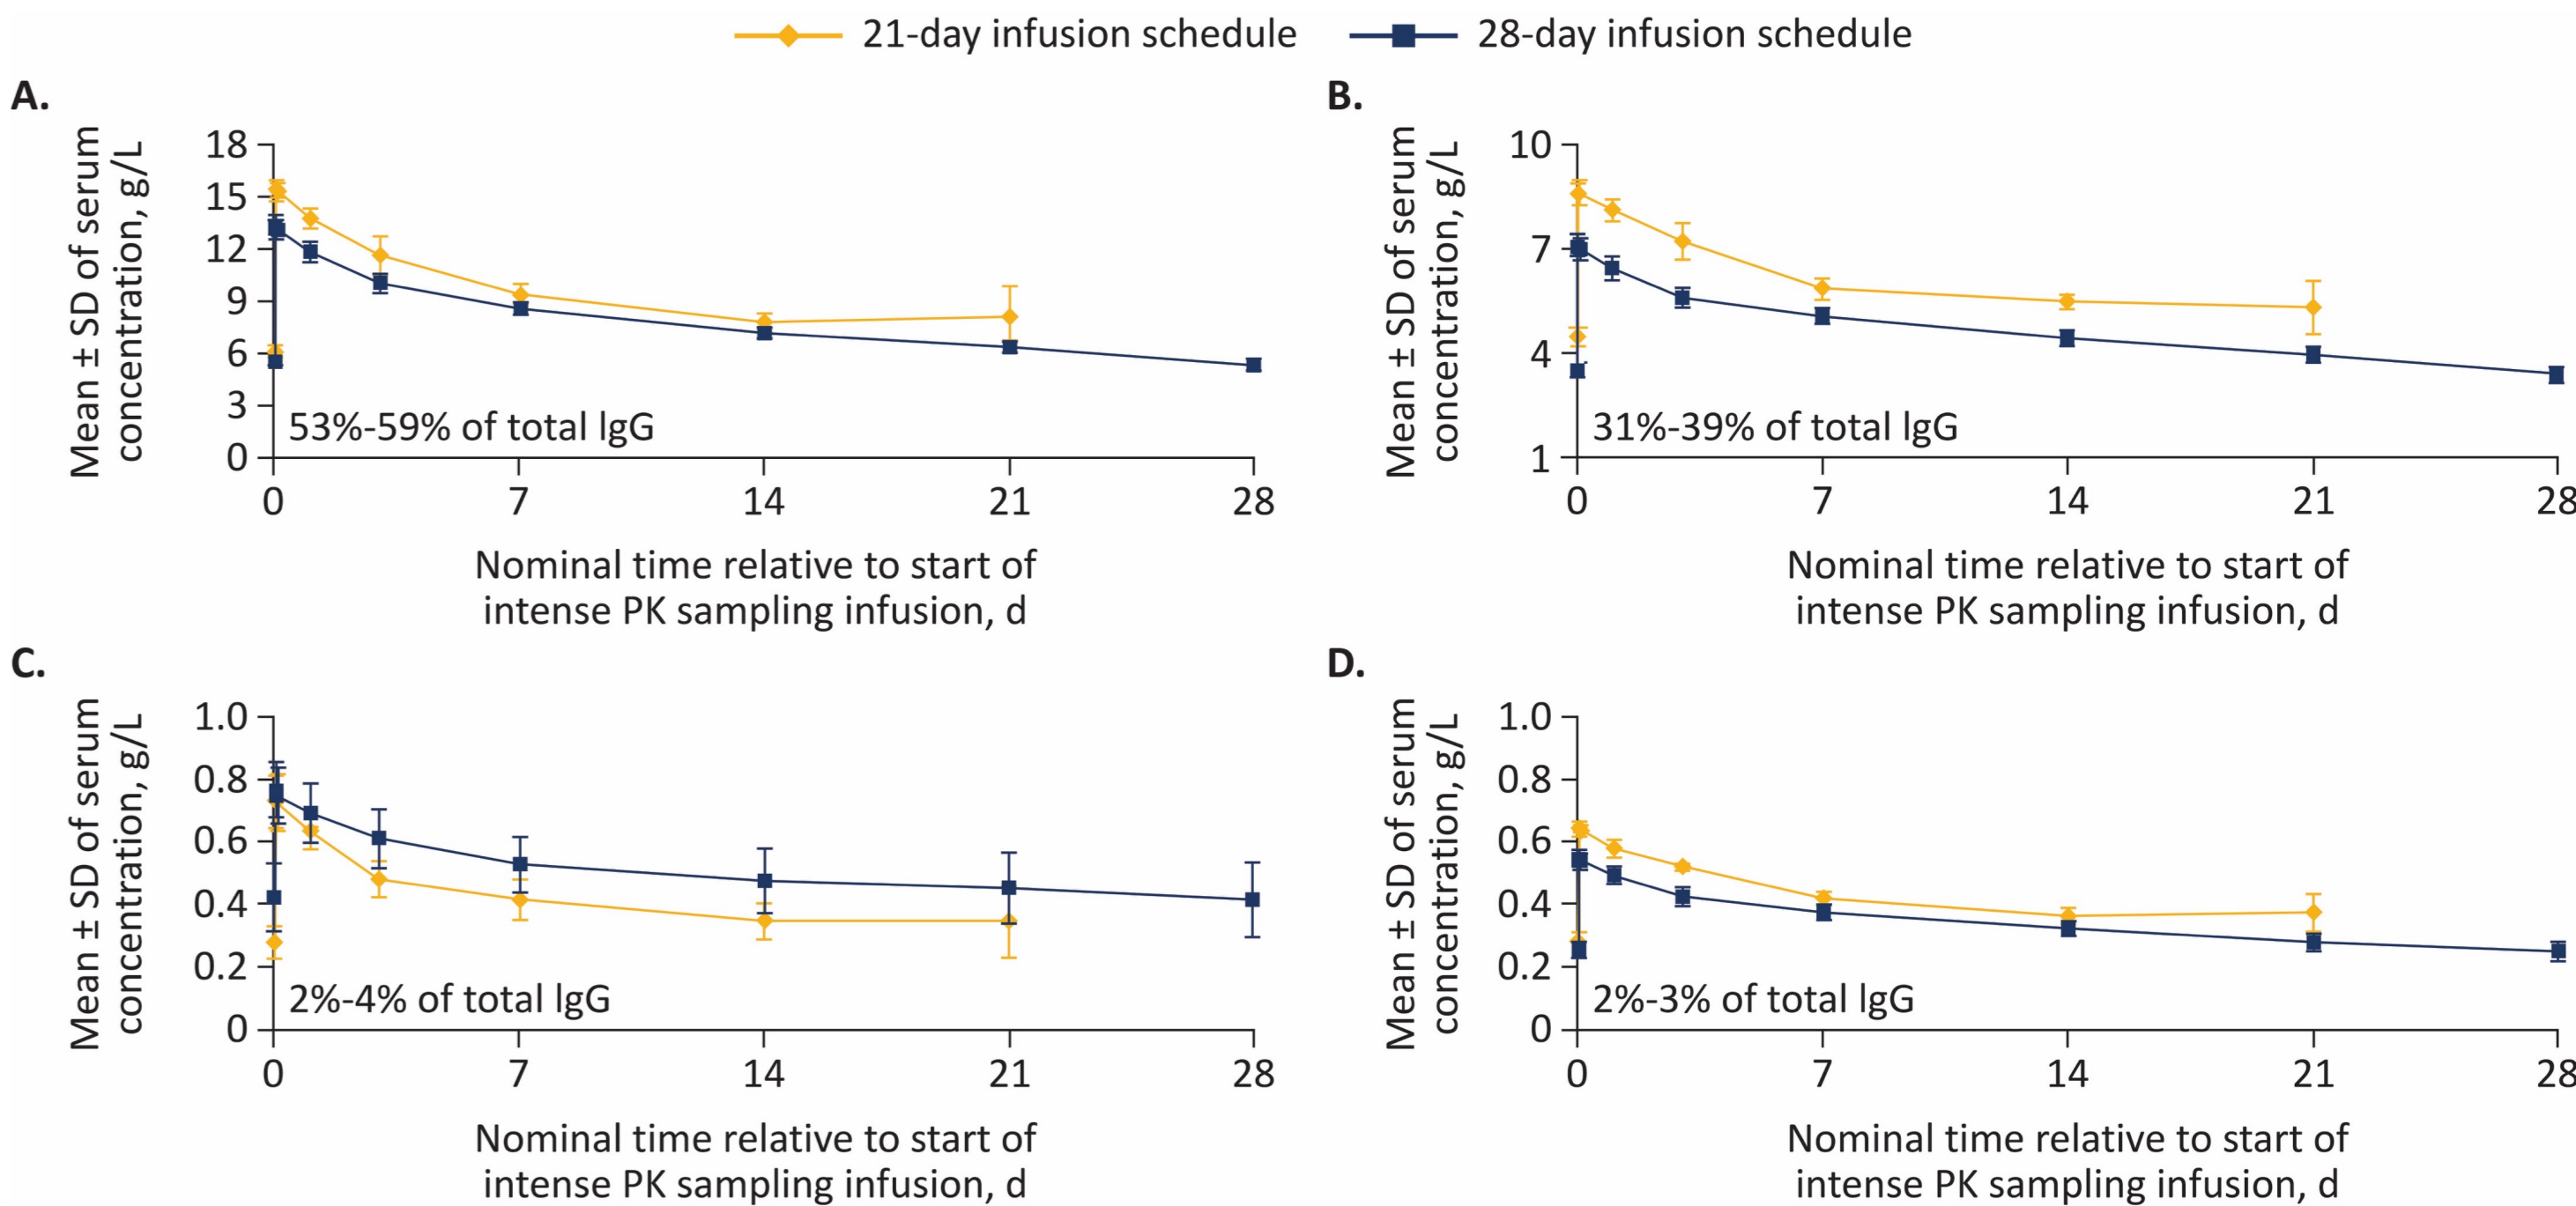 21-day infusion schedule 28-day infusion schedule
A.
Mean ± SD of serum
concentration, g/L
18
15
12
9
6
3
0
53%-59% of total IgG
0 7 14 21 28
Nominal time relative to start of
intense PK sampling infusion, d
B.
Mean ± SD of serum
concentration, g/L
10
7
4
1
31%-39% of total IgG
0 7 14 21 28
Nominal time relative to start of
intense PK sampling infusion, d
C.
Mean ± SD of serum
concentration, g/L
1.0
0.8
0.6
0.4
0.2
0
2%-4% of total IgG
0 7 14 21 28
Nominal time relative to start of
intense PK sampling infusion, d
D.
Mean ± SD of serum
concentration, g/L
1.0
0.8
0.6
0.4
0.2
0
2%-3% of total IgG
0 7 14 21 28
Nominal time relative to start of
intense PK sampling infusion, d